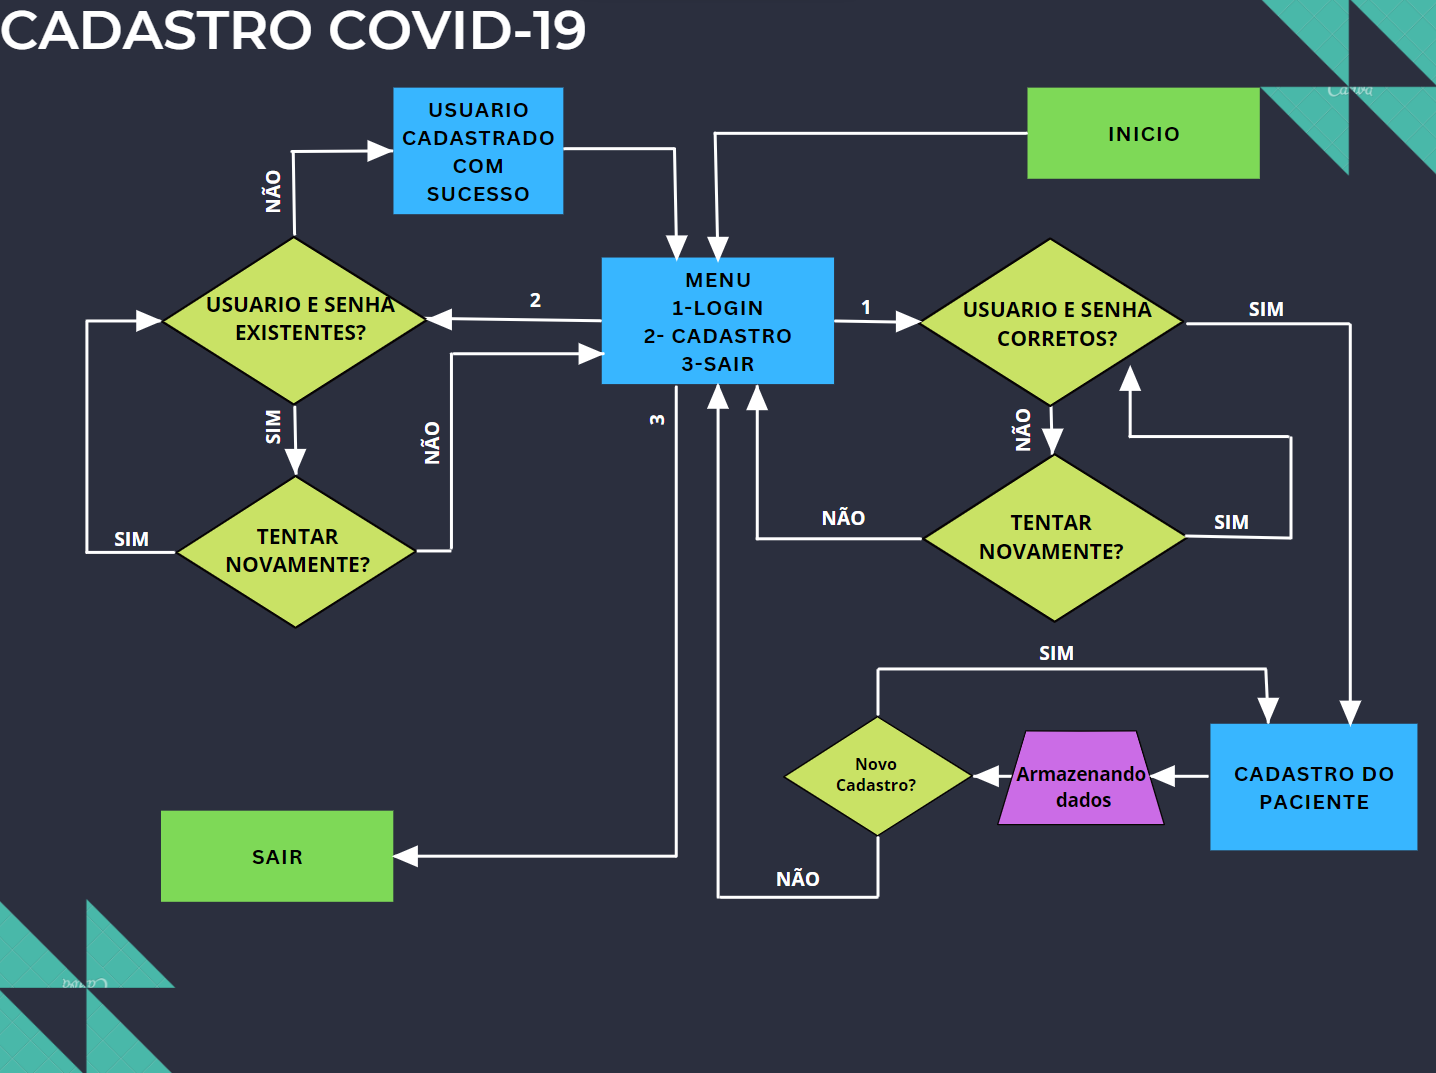 CADASTRO COVID-19
USUARIO
CADASTRADO
COM
SUCESSO
INICIO
Canva
NÃO
MENU
1-LOGIN
2- CADASTRO
3-SAIR
2
1
USUARIO E SENHA
EXISTENTES?
USUARIO E SENHA
CORRETOS?
SIM
SIM
NÃO
3
NÃO
TENTAR
NOVAMENTE?
SIM
NÃO
TENTAR
NOVAMENTE?
SIM
SIM
Novo
Cadastro?
Armazenando
dados
CADASTRO DO
PACIENTE
NÃO
SAIR
Canva